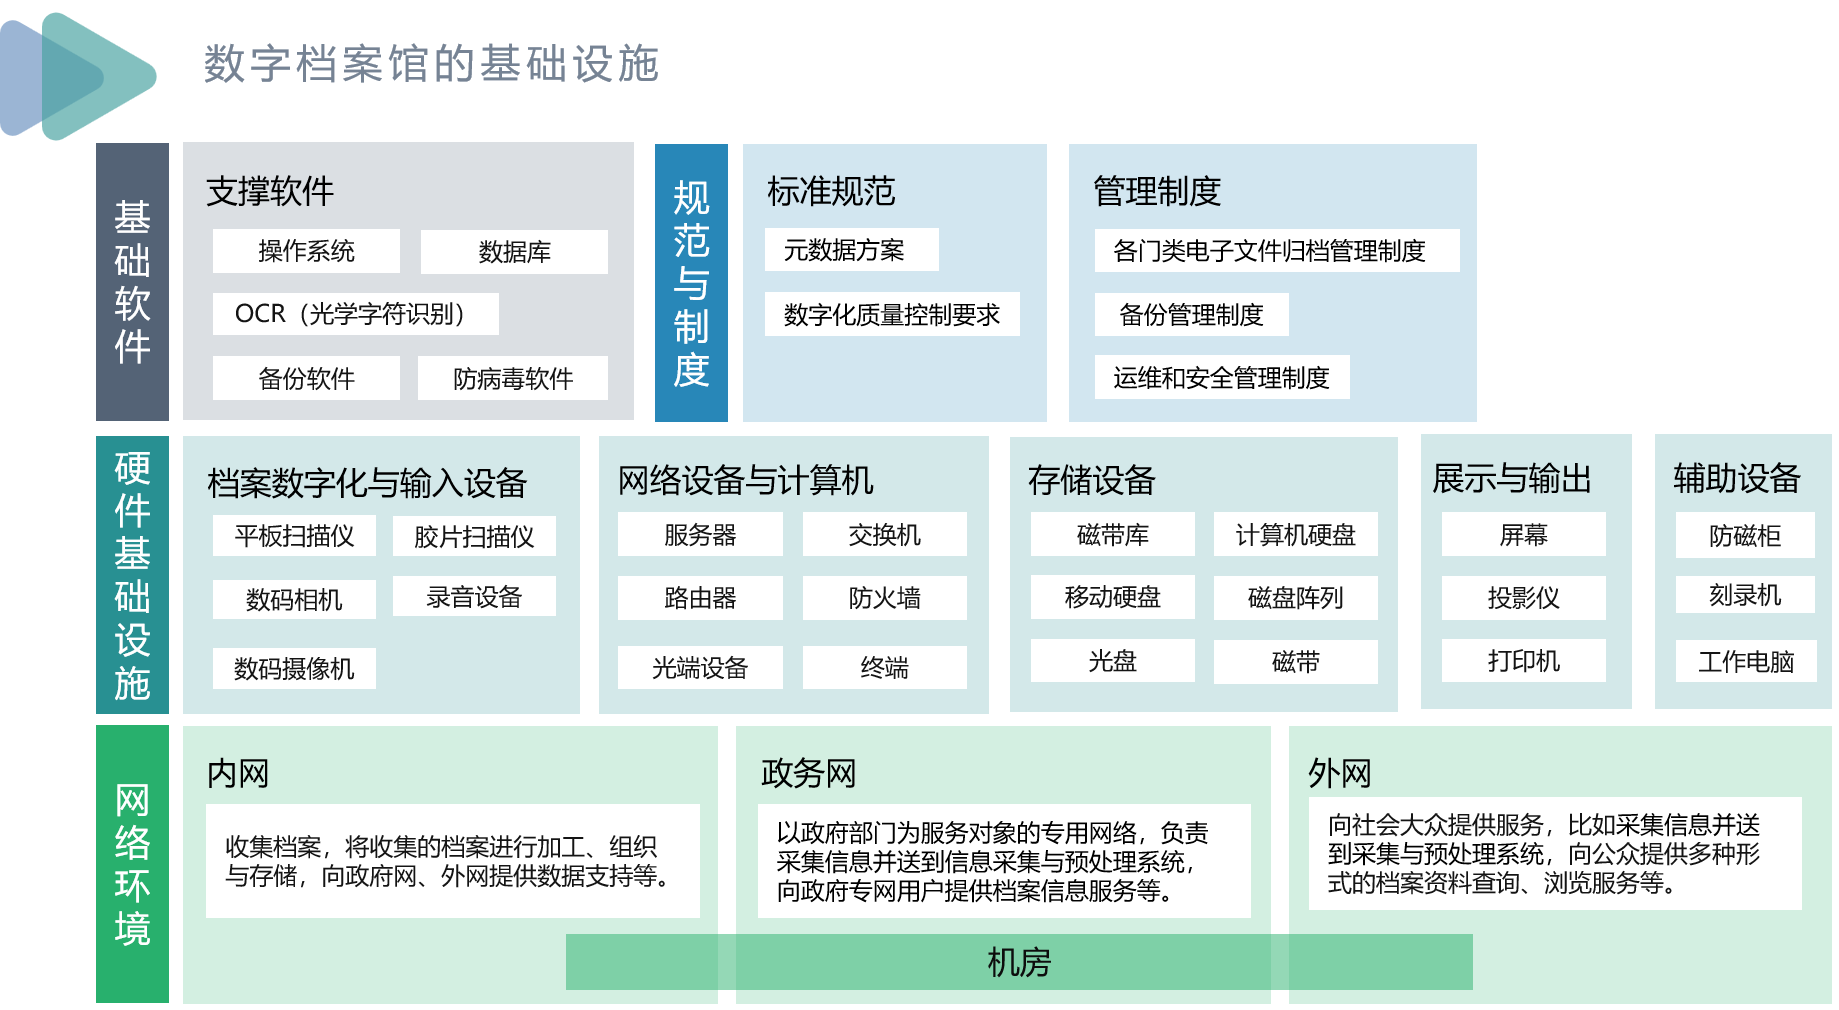 数字档案馆的基础设施
基础软件
支撑软件
操作系统
数据库
OCR（光学字符识别）
备份软件
防病毒软件
规范与制度
标准规范
元数据方案
数字化质量控制要求
管理制度
各门类电子文件归档管理制度
备份管理制度
运维和安全管理制度
硬件基础设施
档案数字化与输入设备
平板扫描仪
胶片扫描仪
数码相机
录音设备
数码摄像机
网络设备与计算机
服务器
交换机
路由器
防火墙
光端设备
终端
存储设备
磁带库
计算机硬盘
移动硬盘
磁盘阵列
光盘
磁带
展示与输出
屏幕
投影仪
打印机
辅助设备
防磁柜
刻录机
工作电脑
网络环境
内网
收集档案，将收集的档案进行加工、组织
与存储，向政府网、外网提供数据支持等。
政务网
以政府部门为服务对象的专用网络，负责
采集信息并送到信息采集与预处理系统，
向政府专网用户提供档案信息服务等。
外网
向社会大众提供服务，比如采集信息并送
到采集与预处理系统，向公众提供多种形
式的档案资料查询、浏览服务等。
机房